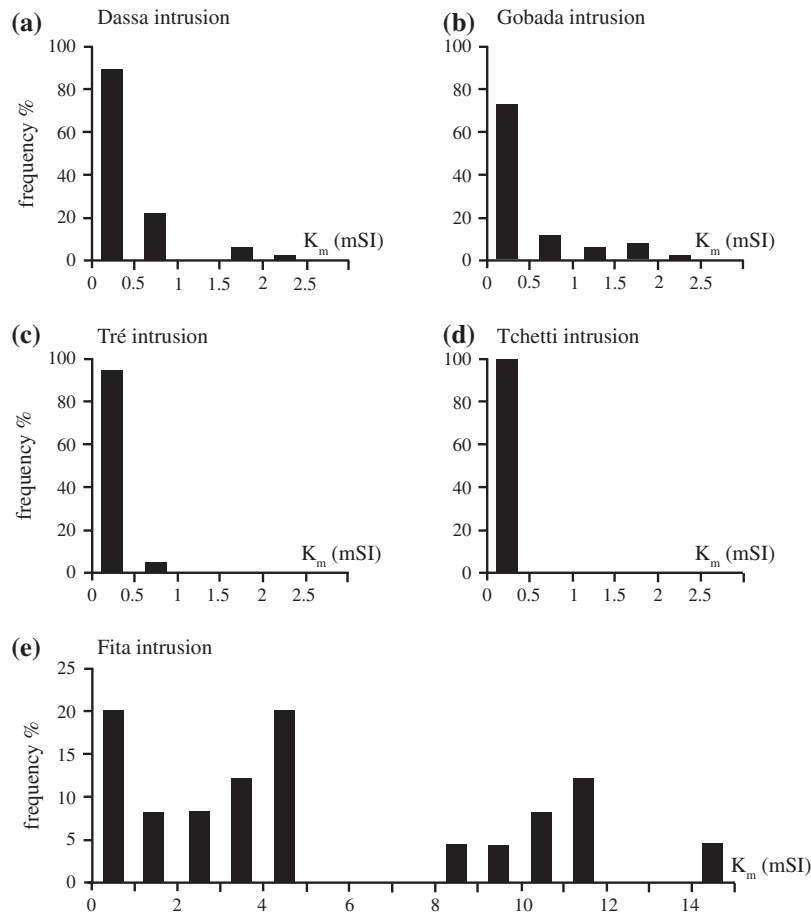 (a) Dassa intrusion
100
80
60
40
20
0
frequency %
K_m (mSI)
0 0.5 1 1.5 2 2.5
(b) Gobada intrusion
100
80
60
40
20
0
K_m (mSI)
0 0.5 1 1.5 2 2.5
(c) Tré intrusion
100
80
60
40
20
0
frequency %
K_m (mSI)
0 0.5 1 1.5 2 2.5
(d) Tchetti intrusion
100
80
60
40
20
0
K_m (mSI)
0 0.5 1 1.5 2 2.5
(e) Fita intrusion
25
20
15
10
5
0
frequency %
K_m (mSI)
0 2 4 6 8 10 12 14